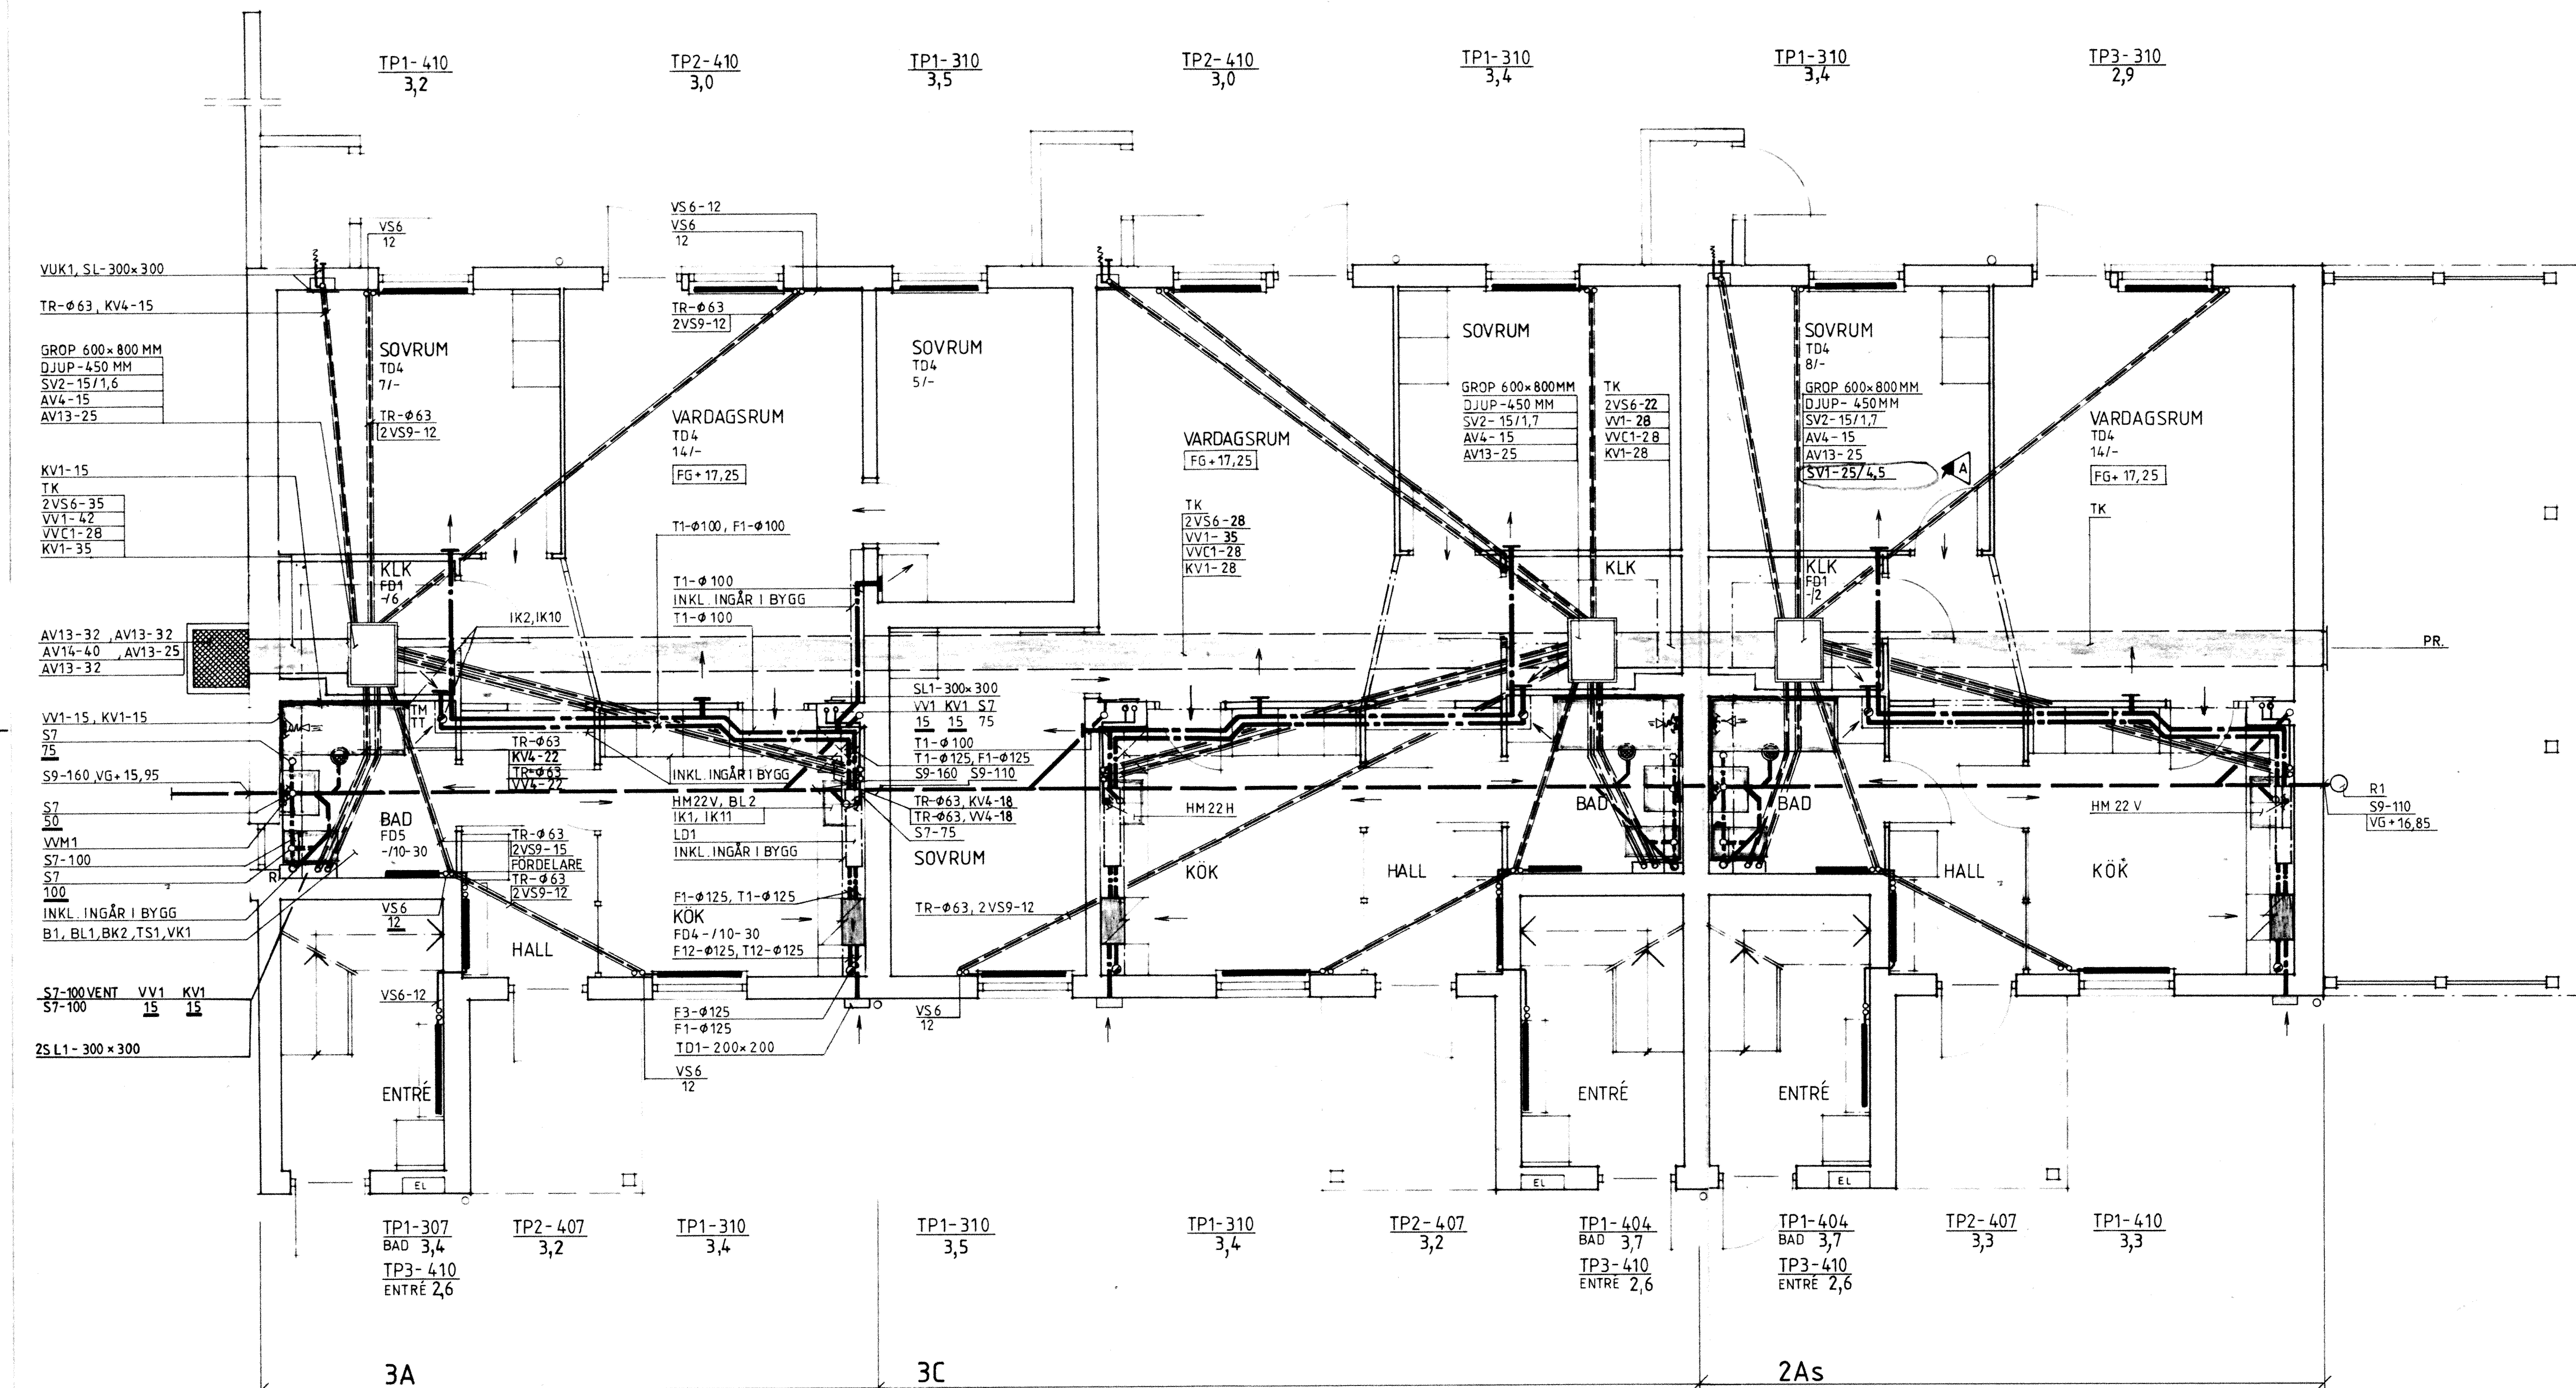 TP1-410
3,2
TP2-410
3,0
TP1-310
3,5
TP2-410
3,0
TP1-310
3,4
TP1-310
3,4
TP3-310
2,9
VUK1, SL-300×300
TR-Φ63, KV4-15
GROP 600×800 MM
DJUP-450 MM
SV2-15/1,6
AV4-15
AV13-25
KV1-15
TK
2VS6-35
VV1-42
VVC1-28
KV1-35
AV13-32 ,AV13-32
AV14-40 ,AV13-25
AV13-32
VV1-15, KV1-15
S7
75
S9-160 ,VG+15,95
S7
50
VVM1
S7-100
S7
100
INKL. INGÅR I BYGG
B1, BL1,BK2,TS1,VK1
S7-100VENT VV1 KV1
S7-100 15 15
2SL1-300×300
VS6
12
SOVRUM
TD4
7/-
TR-Φ63
2VS9-12
KLK
FD1
-/6
IK2,IK10
TM
TT
TR-Φ63
KV4-22
TR-Φ63
VV4-22
BAD
FD5
-/10-30
R
TR-Φ63
2VS9-15
FÖRDELARE
TR-Φ63
2VS9-12
VS6
12
HALL
VS6-12
ENTRÉ
EL
VS6-12
VS6
12
TR-Φ63
2VS9-12
VARDAGSRUM
TD4
14/-
FG+17,25
T1-Φ100, F1-Φ100
T1-Φ100
INKL. INGÅR I BYGG
T1-Φ100
INKL. INGÅR I BYGG
HM22V, BL2
IK1, IK11
LD1
INKL. INGÅR I BYGG
F1-Φ125, T1-Φ125
KÖK
FD4-/10-30
F12-Φ125, T12-Φ125
F3-Φ125
F1-Φ125
TD1-200×200
VS6
12
SOVRUM
TD4
5/-
SL1-300×300
VV1 KV1 S7
15 15 75
T1-Φ100
T1-Φ125, F1-Φ125
S9-160 S9-110
TR-Φ63, KV4-18
TR-Φ63, VV4-18
S7-75
SOVRUM
TR-Φ63, 2VS9-12
VS6
12
VARDAGSRUM
FG+17,25
TK
2VS6-28
VV1-35
VVC1-28
KV1-28
HM22H
KÖK
HALL
SOVRUM
GROP 600×800MM
DJUP-450 MM
SV2-15/1,7
AV4-15
AV13-25
TK
2VS6-22
VV1-28
VVC1-28
KV1-28
KLK
BAD
ENTRÉ
EL
SOVRUM
TD4
8/-
GROP 600×800MM
DJUP-450MM
SV2-15/1,7
AV4-15
AV13-25
SV1-25/4,5
A
KLK
FD1
-/2
BAD
ENTRÉ
EL
VARDAGSRUM
TD4
14/-
FG+17,25
TK
HALL
HM 22 V
KÖK
PR.
R1
S9-110
VG+16,85
TP1-307
BAD 3,4
TP3-410
ENTRÉ 2,6
TP2-407
3,2
TP1-310
3,4
TP1-310
3,5
TP1-310
3,4
TP2-407
3,2
TP1-404
BAD 3,7
TP3-410
ENTRÉ 2,6
TP1-404
BAD 3,7
TP3-410
ENTRÉ 2,6
TP2-407
3,3
TP1-410
3,3
3A
3C
2As